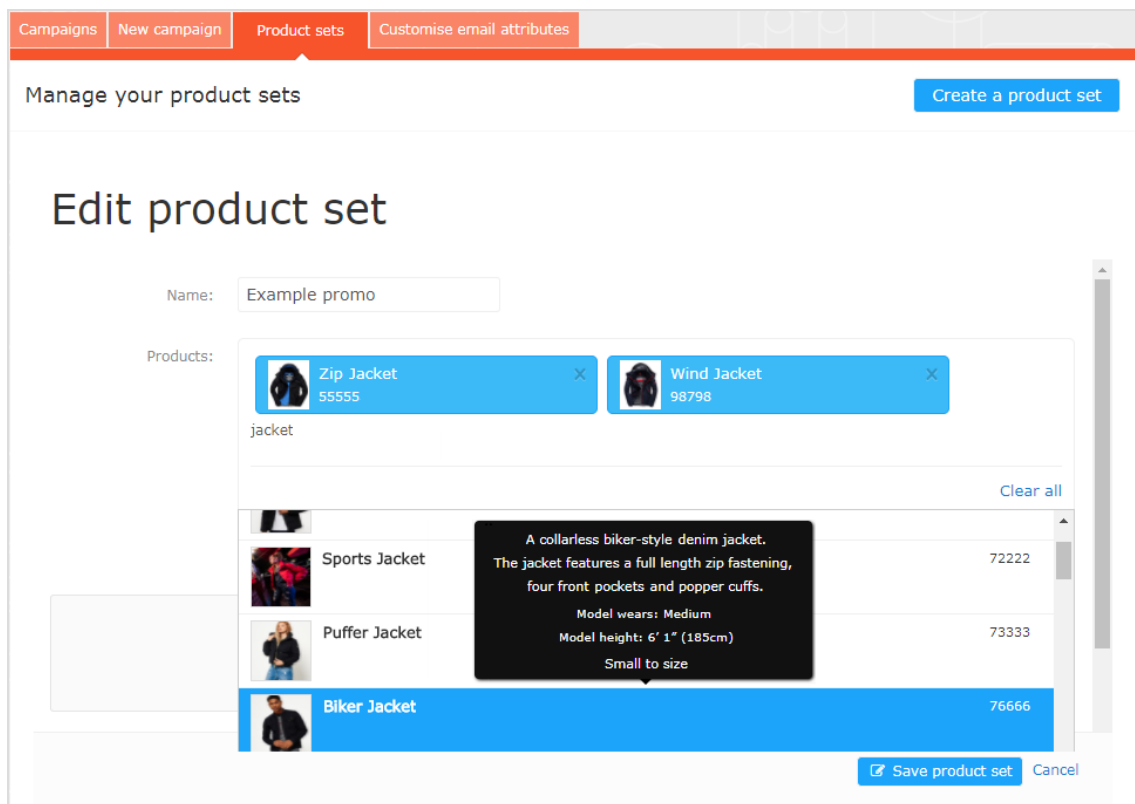 Campaigns
New campaign
Product sets
Customise email attributes
Manage your product sets
Create a product set
Edit product set
Name:
Example promo
Products:
Zip Jacket
X
55555
Wind Jacket
X
98798
jacket
Clear all
Sports Jacket
72222
Puffer Jacket
73333
A collarless biker-style denim jacket.
The jacket features a full length zip fastening,
four front pockets and popper cuffs.
Model wears: Medium
Model height: 6’ 1” (185cm)
Small to size
Biker Jacket
76666
Save product set
Cancel